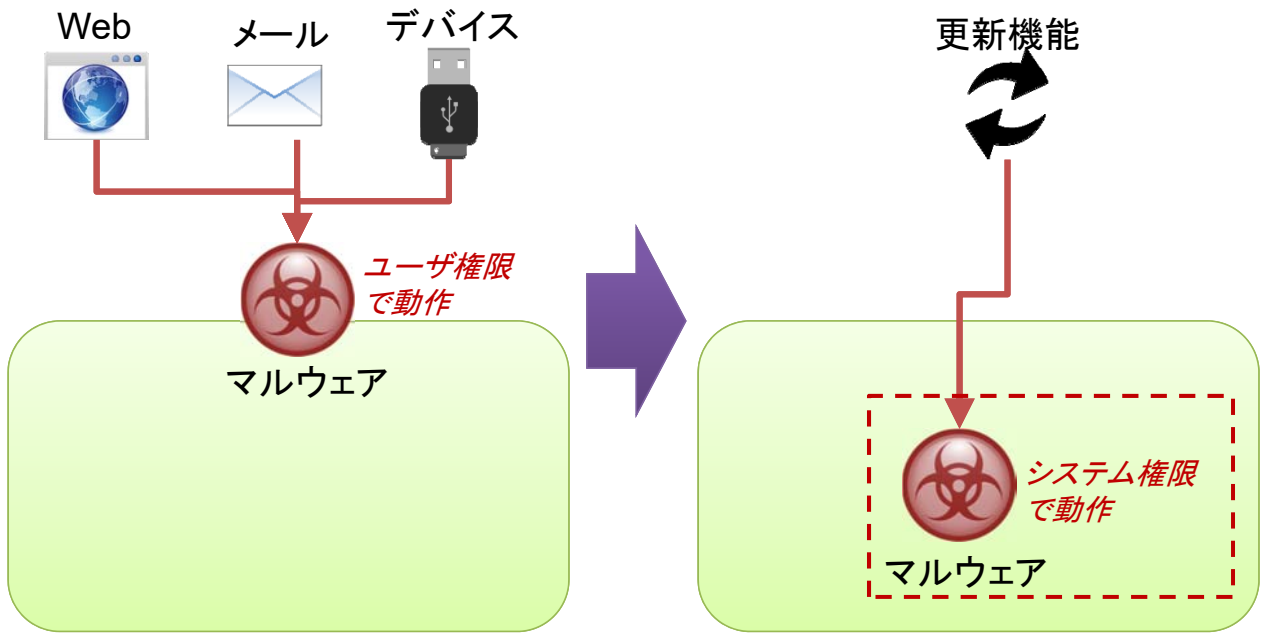 Web
メール
デバイス
更新機能
ユーザ権限
で動作
マルウェア
システム権限
で動作
マルウェア